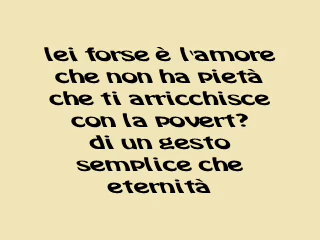 lei forse è l'amore
che non ha pietà
che ti arricchisce
con la povert?
di un gesto
semplice che
eternità